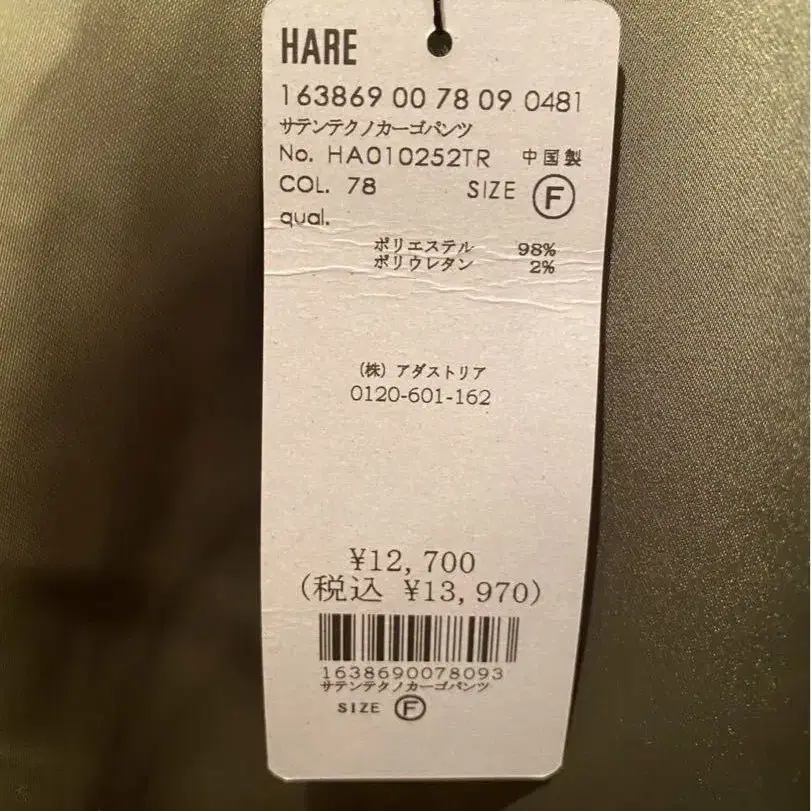 HARE
163869 00 78 09 0481
サテンテクノカーゴパンツ
No. HA010252TR 中国製
COL. 78 SIZE F
qual.
ポリエステル 98%
ポリウレタン 2%
(株) アダストリア
0120-601-162
¥12,700
(税込 ¥13,970)
1638690078093
サテンテクノカーゴパンツ
SIZE F